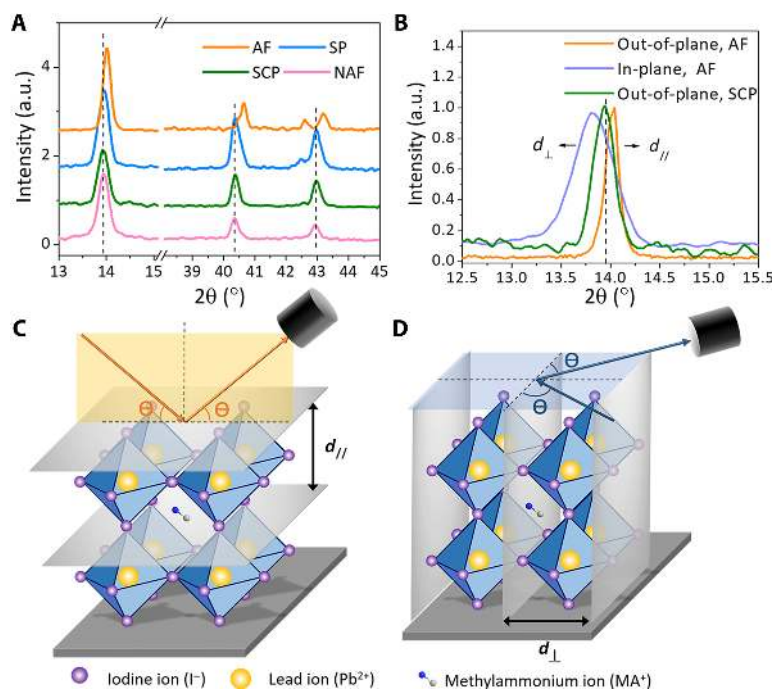 A
AF
SP
SCP
NAF
Intensity (a.u.)
4
2
0
13
14
15
40
41
42
43
44
45
2θ (°)
B
Out-of-plane, AF
In-plane, AF
Out-of-plane, SCP
d⊥
d//
Intensity (a.u.)
1.4
1.2
1.0
0.8
0.6
0.4
0.2
0.0
12.5
13.0
13.5
14.0
14.5
15.0
15.5
2θ (°)
C
Θ
Θ
d//
D
Θ
Θ
d⊥
Iodine ion (I⁻)
Lead ion (Pb²⁺)
Methylammonium ion (MA⁺)